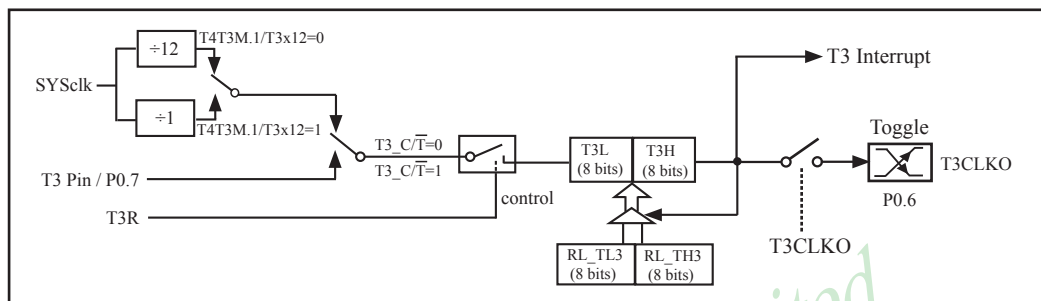 ÷12
T4T3M.1/T3x12=0
SYSclk
÷1
T4T3M.1/T3x12=1
T3_C/T̅=0
T3_C/T̅=1
T3 Pin / P0.7
T3R
control
T3L
(8 bits)
T3H
(8 bits)
RL_TL3
(8 bits)
RL_TH3
(8 bits)
T3 Interrupt
Toggle
T3CLKO
P0.6
T3CLKO